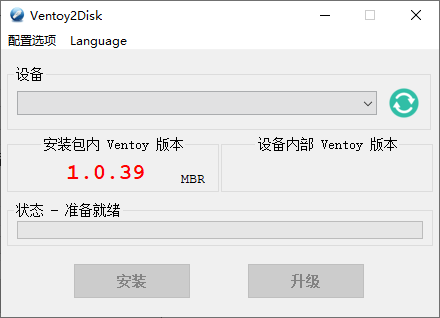 Ventoy2Disk
配置选项 Language
设备
安装包内 Ventoy 版本 设备内部 Ventoy 版本
1.0.39 MBR
状态 - 准备就绪
安装 升级